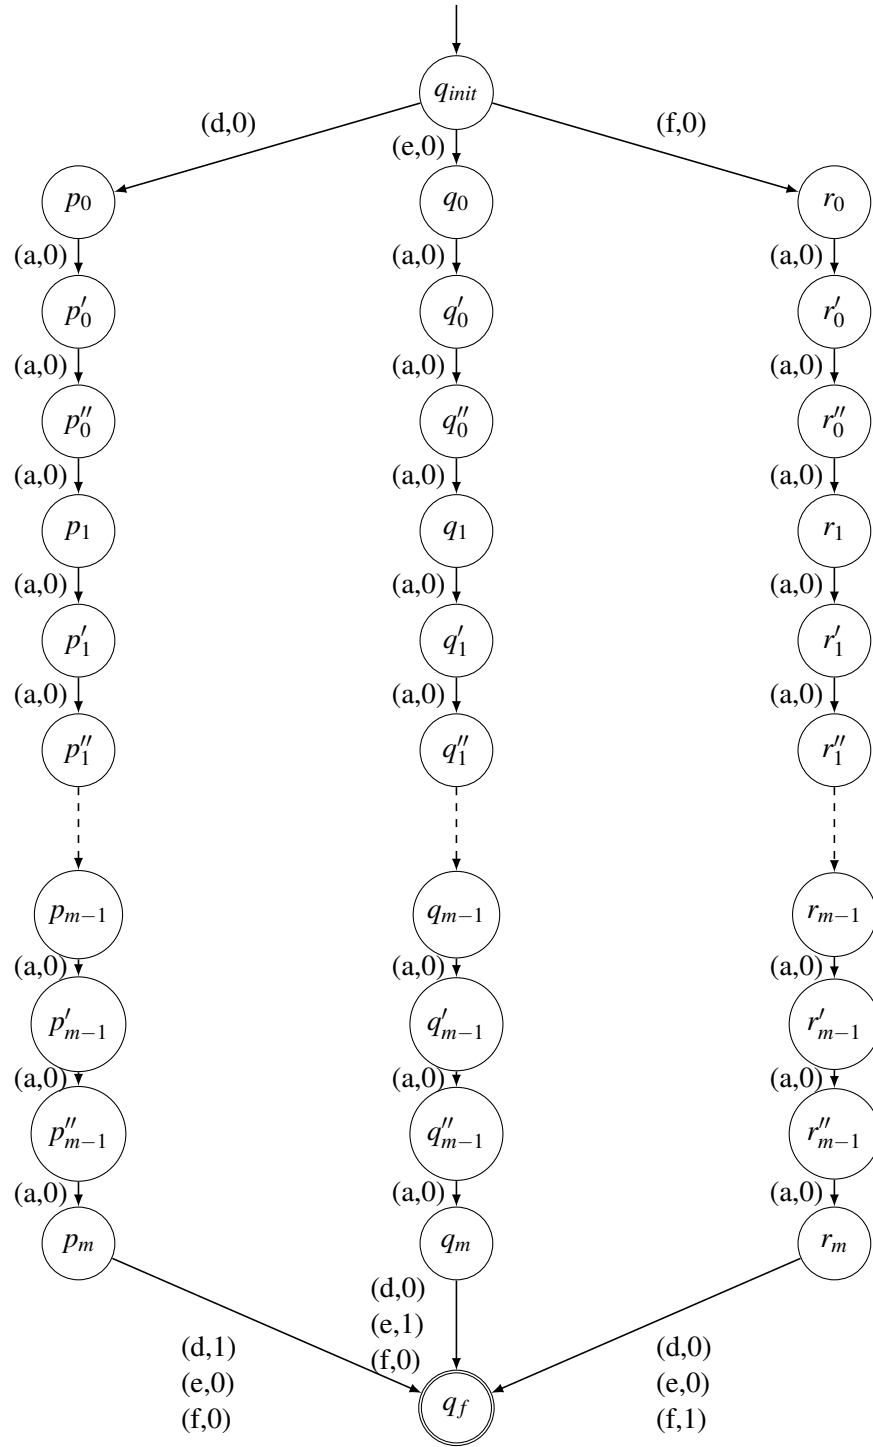 q_init
(d,0) (e,0) (f,0)
p_0 q_0 r_0
(a,0) (a,0) (a,0)
p′_0 q′_0 r′_0
(a,0) (a,0) (a,0)
p″_0 q″_0 r″_0
(a,0) (a,0) (a,0)
p_1 q_1 r_1
(a,0) (a,0) (a,0)
p′_1 q′_1 r′_1
(a,0) (a,0) (a,0)
p″_1 q″_1 r″_1
p_{m−1} q_{m−1} r_{m−1}
(a,0) (a,0) (a,0)
p′_{m−1} q′_{m−1} r′_{m−1}
(a,0) (a,0) (a,0)
p″_{m−1} q″_{m−1} r″_{m−1}
(a,0) (a,0) (a,0)
p_m q_m r_m
(d,1) (d,0) (d,0)
(e,0) (e,1) (e,0)
(f,0) (f,0) (f,1)
q_f